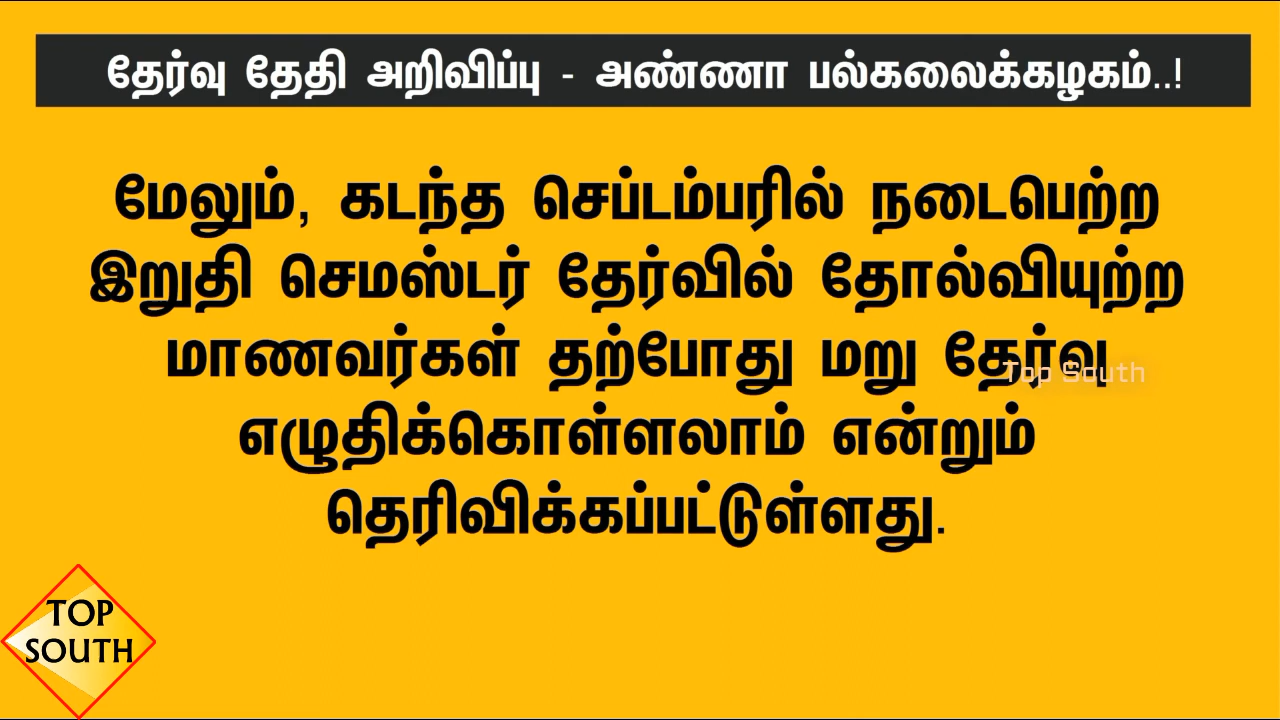 தேர்வு தேதி அறிவிப்பு - அண்ணா பல்கலைக்கழகம்..!
மேலும், கடந்த செப்டம்பரில் நடைபெற்ற
இறுதி செமஸ்டர் தேர்வில் தோல்வியுற்ற
மாணவர்கள் தற்போது மறு தேர்வு
Top South
எழுதிக்கொள்ளலாம் என்றும்
தெரிவிக்கப்பட்டுள்ளது.
TOP
SOUTH